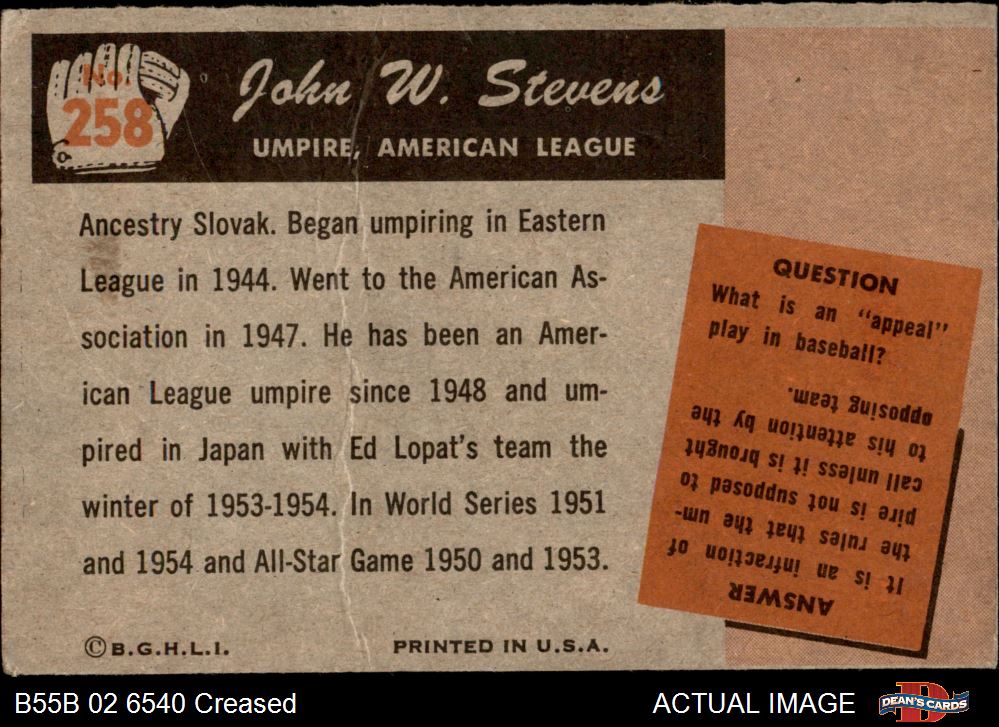 No.
258
John W. Stevens
UMPIRE, AMERICAN LEAGUE
Ancestry Slovak. Began umpiring in Eastern
League in 1944. Went to the American As-
sociation in 1947. He has been an Amer-
ican League umpire since 1948 and um-
pired in Japan with Ed Lopat's team the
winter of 1953-1954. In World Series 1951
and 1954 and All-Star Game 1950 and 1953.
©B.G.H.L.I.
PRINTED IN U.S.A.
QUESTION
What is an "appeal"
play in baseball?
ANSWER
It is an infraction of
the rules that the um-
pire is not supposed to
call unless it is brought
to his attention by the
opposing team.
B55B 02 6540 Creased
ACTUAL IMAGE
D
DEAN'S CARDS